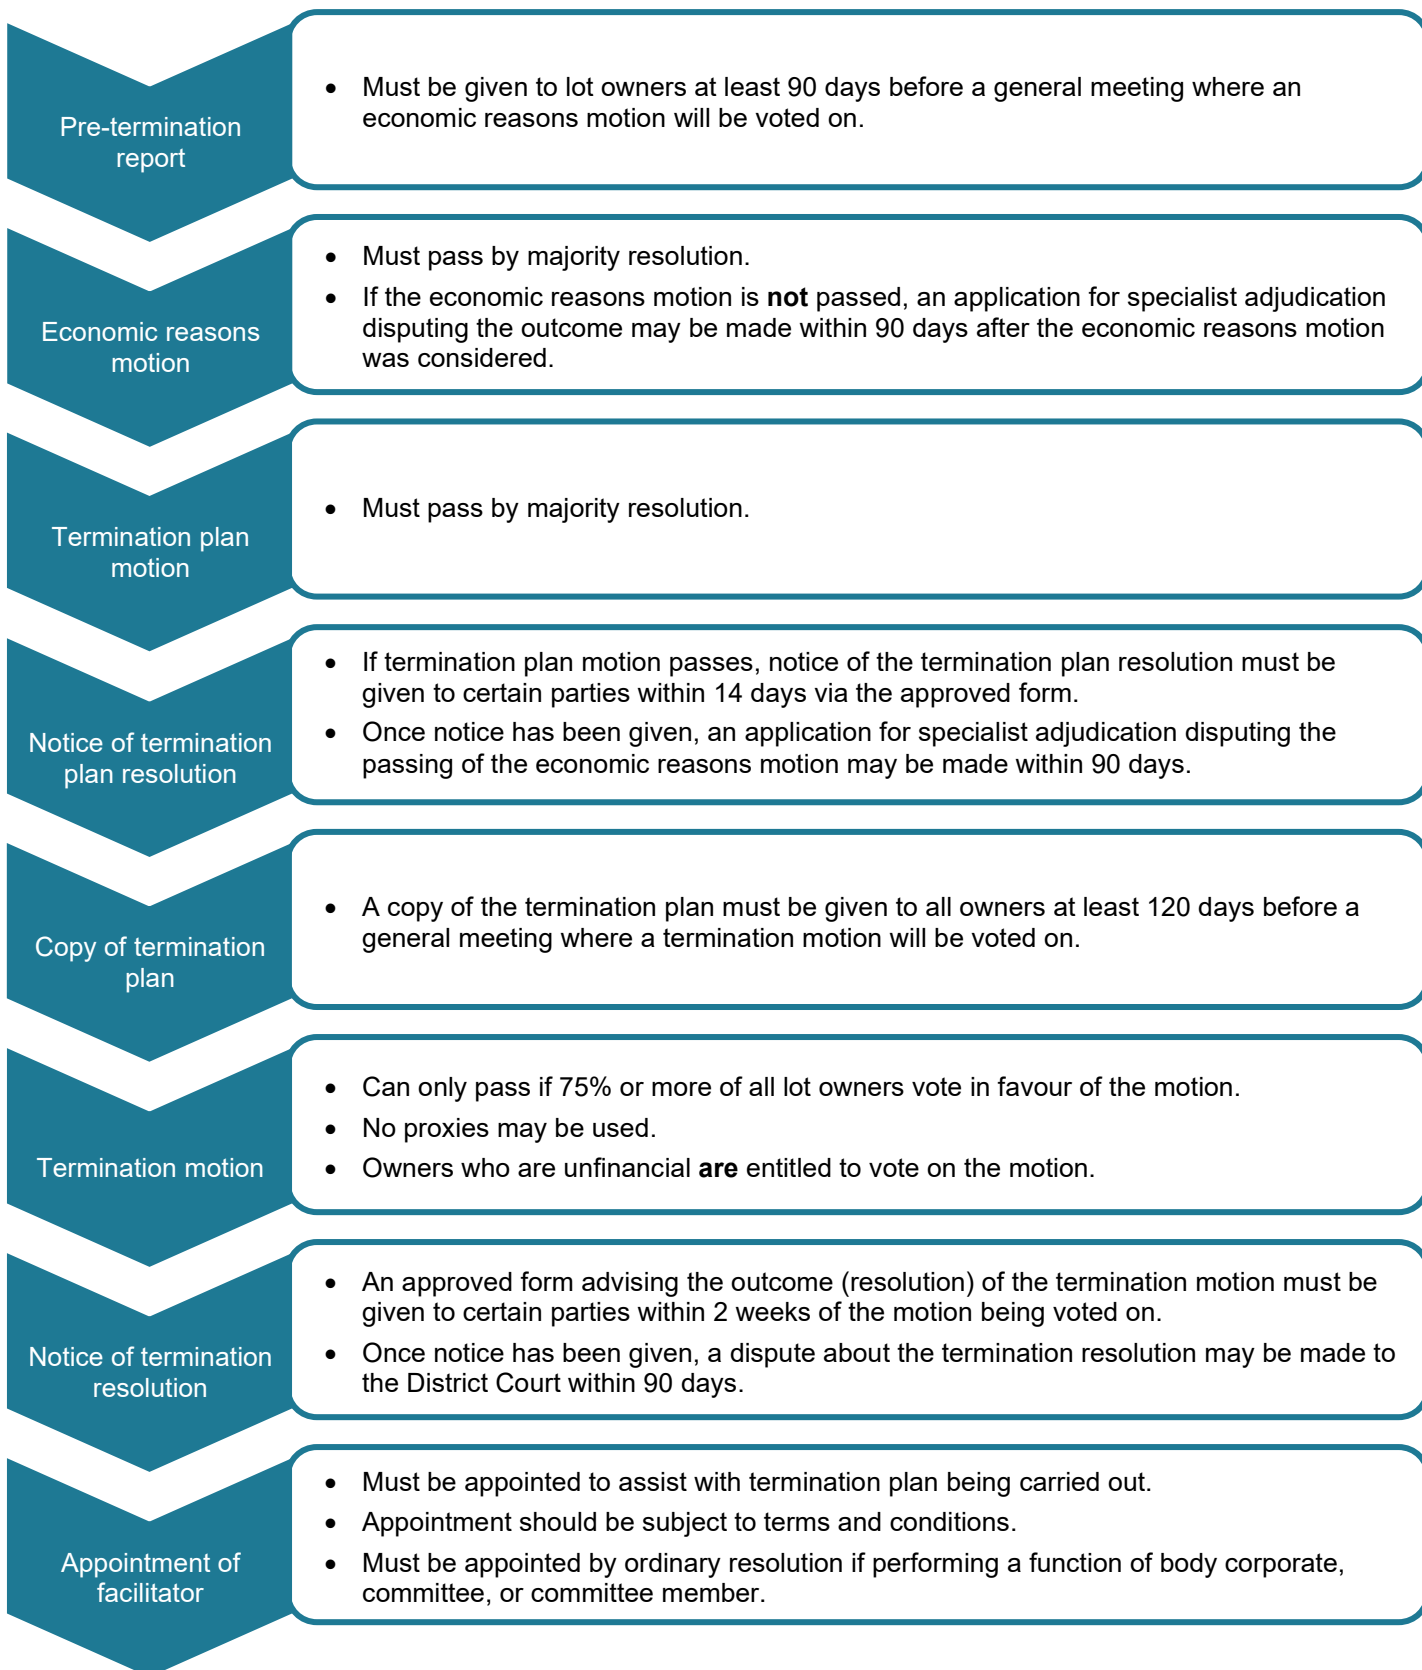 Pre-termination
report
• Must be given to lot owners at least 90 days before a general meeting where an
economic reasons motion will be voted on.
Economic reasons
motion
• Must pass by majority resolution.
• If the economic reasons motion is not passed, an application for specialist adjudication
disputing the outcome may be made within 90 days after the economic reasons motion
was considered.
Termination plan
motion
• Must pass by majority resolution.
Notice of termination
plan resolution
• If termination plan motion passes, notice of the termination plan resolution must be
given to certain parties within 14 days via the approved form.
• Once notice has been given, an application for specialist adjudication disputing the
passing of the economic reasons motion may be made within 90 days.
Copy of termination
plan
• A copy of the termination plan must be given to all owners at least 120 days before a
general meeting where a termination motion will be voted on.
Termination motion
• Can only pass if 75% or more of all lot owners vote in favour of the motion.
• No proxies may be used.
• Owners who are unfinancial are entitled to vote on the motion.
Notice of termination
resolution
• An approved form advising the outcome (resolution) of the termination motion must be
given to certain parties within 2 weeks of the motion being voted on.
• Once notice has been given, a dispute about the termination resolution may be made to
the District Court within 90 days.
Appointment of
facilitator
• Must be appointed to assist with termination plan being carried out.
• Appointment should be subject to terms and conditions.
• Must be appointed by ordinary resolution if performing a function of body corporate,
committee, or committee member.